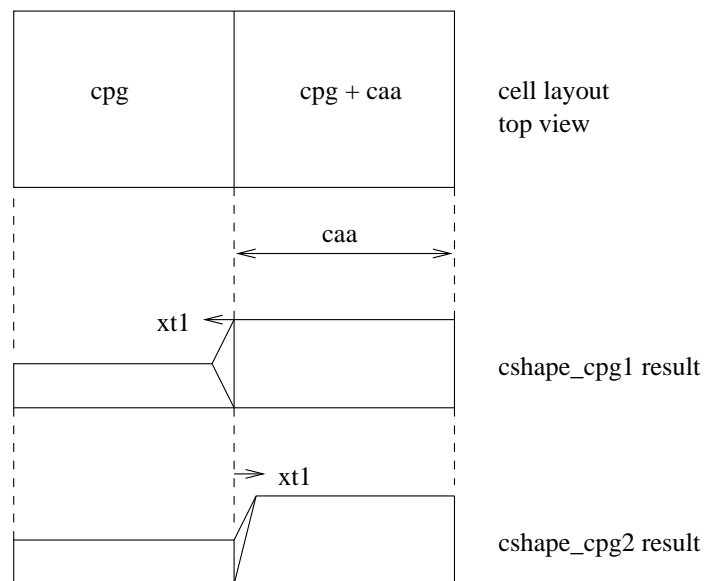 cpg
cpg + caa
cell layout
top view
caa
xt1
cshape_cpg1 result
xt1
cshape_cpg2 result